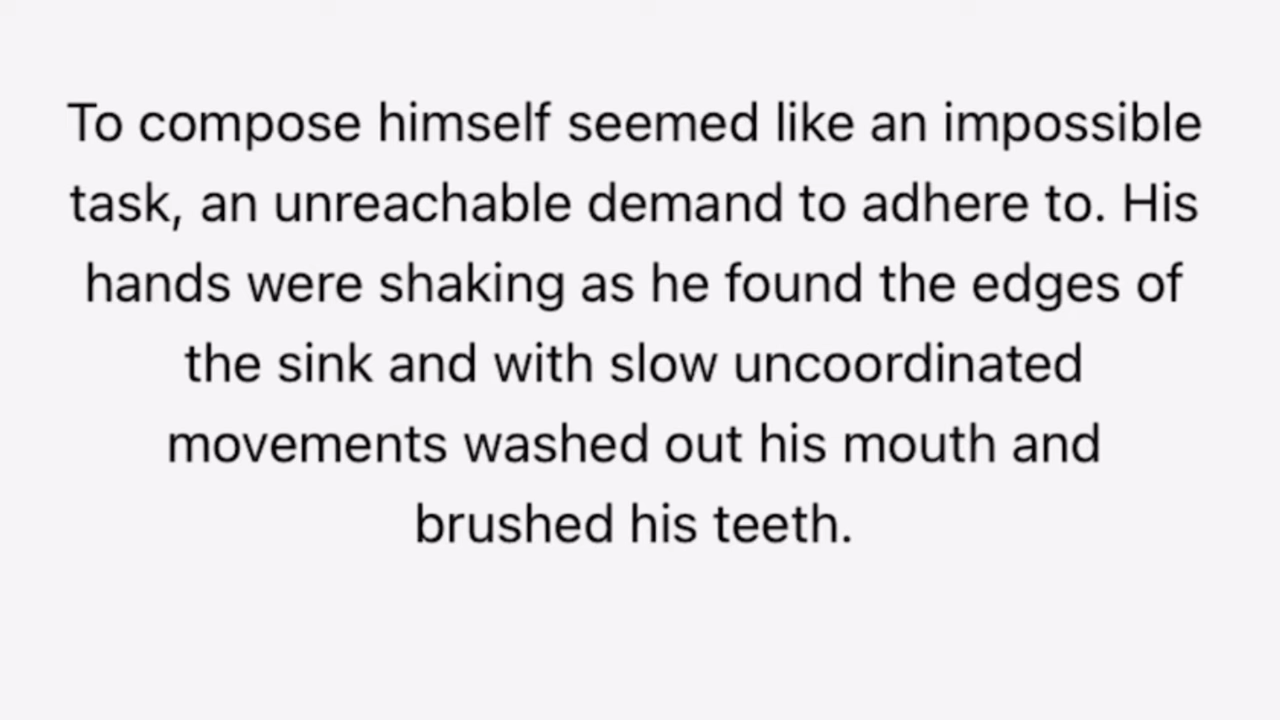 To compose himself seemed like an impossible
task, an unreachable demand to adhere to. His
hands were shaking as he found the edges of
the sink and with slow uncoordinated
movements washed out his mouth and
brushed his teeth.